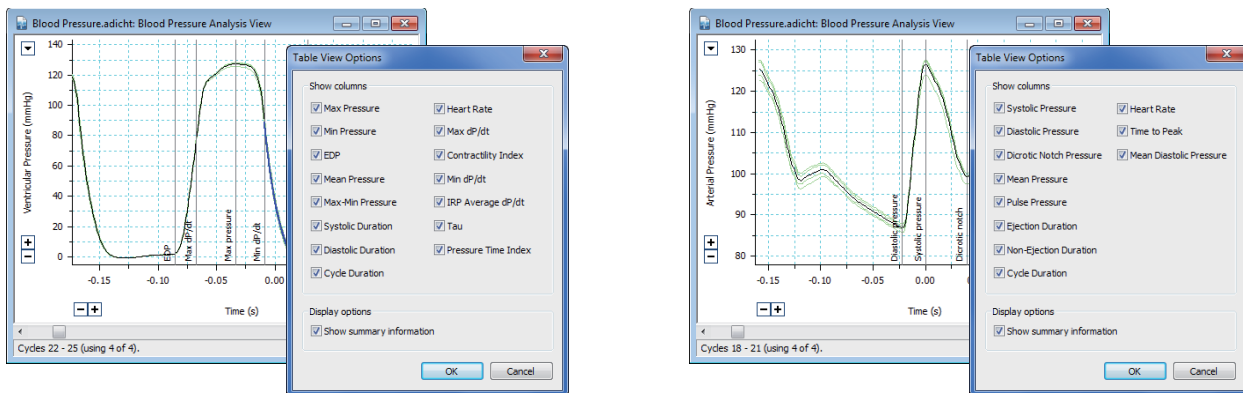 Blood Pressure.adicht: Blood Pressure Analysis View
140
120
100
80
60
40
20
0
Ventricular Pressure (mmHg)
EDP
Max dP/dt
Max pressure
Min dP/dt
-0.15
-0.10
-0.05
0.00
Time (s)
Cycles 22 - 25 (using 4 of 4).
Table View Options
Show columns
Max Pressure
Heart Rate
Min Pressure
Max dP/dt
EDP
Contractility Index
Mean Pressure
Min dP/dt
Max-Min Pressure
IRP Average dP/dt
Systolic Duration
Tau
Diastolic Duration
Pressure Time Index
Cycle Duration
Display options
Show summary information
OK
Cancel
Blood Pressure.adicht: Blood Pressure Analysis View
130
120
110
100
90
80
Arterial Pressure (mmHg)
Diastolic pressure
Systolic pressure
Dicrotic notch
-0.15
-0.10
-0.05
0.00
Time (s)
Cycles 18 - 21 (using 4 of 4).
Table View Options
Show columns
Systolic Pressure
Heart Rate
Diastolic Pressure
Time to Peak
Dicrotic Notch Pressure
Mean Diastolic Pressure
Mean Pressure
Pulse Pressure
Ejection Duration
Non-Ejection Duration
Cycle Duration
Display options
Show summary information
OK
Cancel